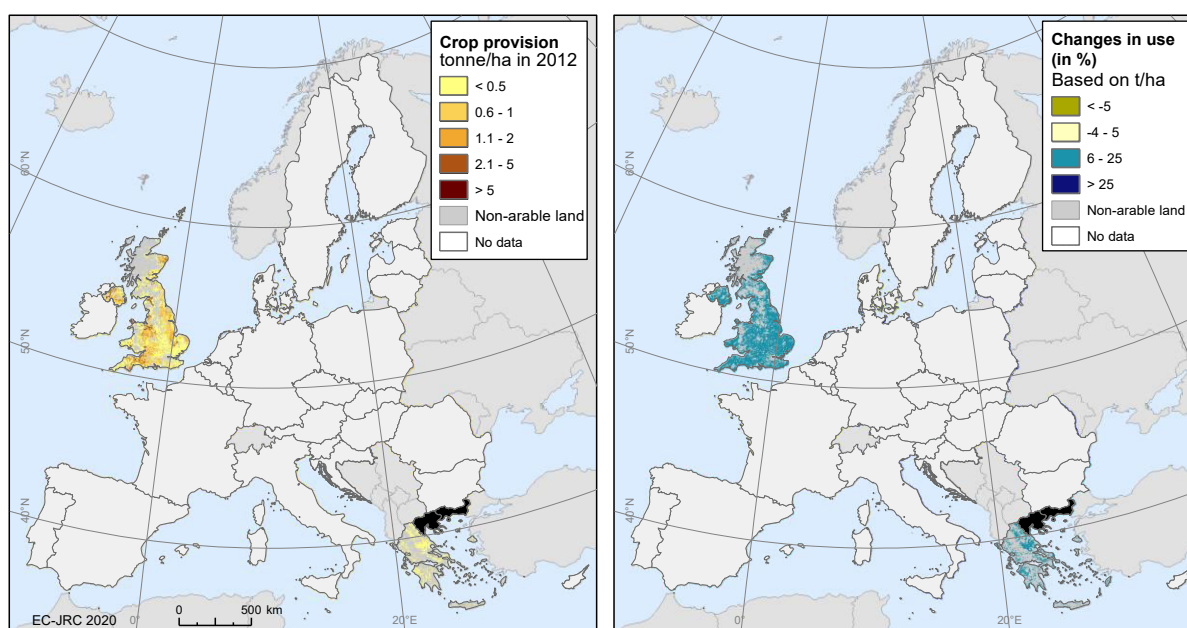 Crop provision
tonne/ha in 2012
< 0.5
0.6 - 1
1.1 - 2
2.1 - 5
> 5
Non-arable land
No data
60°N
50°N
40°N
0°
20°E
0 500 km
EC-JRC 2020
Changes in use
(in %)
Based on t/ha
< -5
-4 - 5
6 - 25
> 25
Non-arable land
No data
60°N
50°N
40°N
0°
20°E